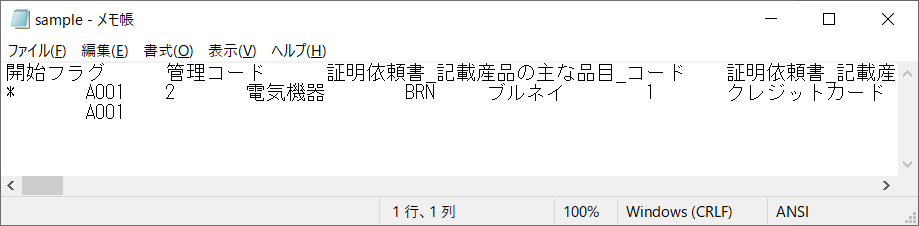 sample - メモ帳
ファイル(F) 編集(E) 書式(O) 表示(V) ヘルプ(H)
開始フラグ 管理コード 証明依頼書_記載産品の主な品目_コード 証明依頼書_記載産
* A001 2 電気機器 BRN ブルネイ 1 クレジットカード
A001
1 行、1 列 100% Windows (CRLF) ANSI